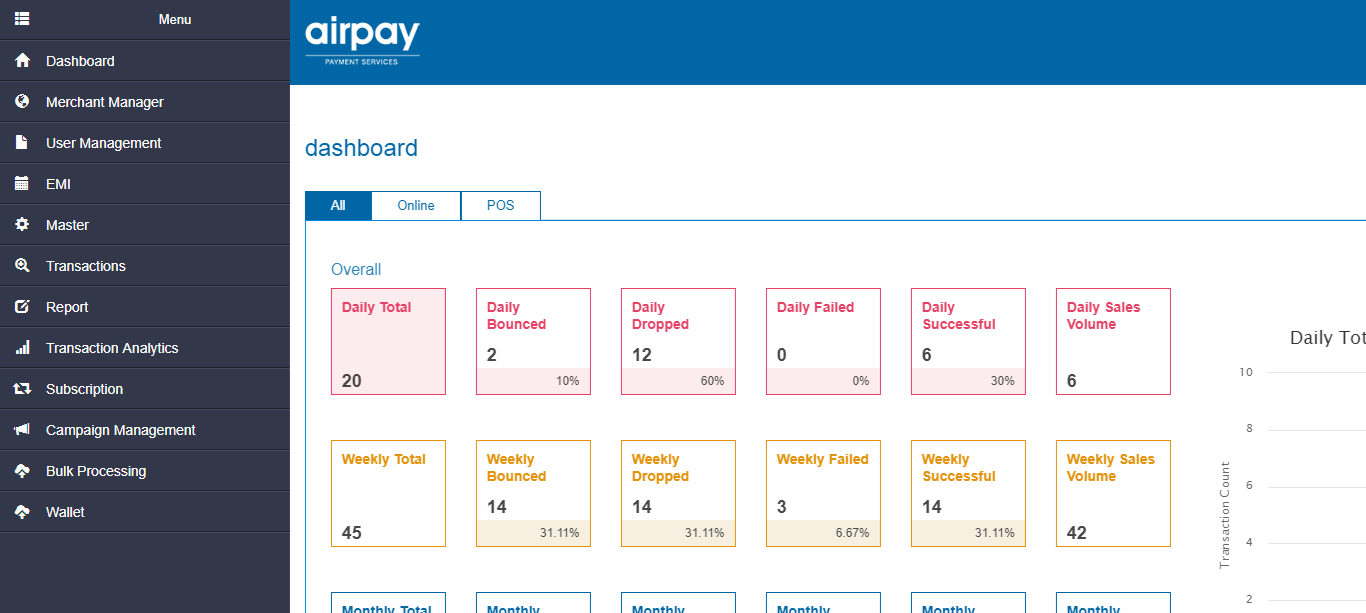 Menu
Dashboard
Merchant Manager
User Management
EMI
Master
Transactions
Report
Transaction Analytics
Subscription
Campaign Management
Bulk Processing
Wallet
airpay
PAYMENT SERVICES
dashboard
All
Online
POS
Overall
Daily Total
20
Daily
Bounced
2
10%
Daily
Dropped
12
60%
Daily Failed
0
0%
Daily
Successful
6
30%
Daily Sales
Volume
6
Weekly Total
45
Weekly
Bounced
14
31.11%
Weekly
Dropped
14
31.11%
Weekly Failed
3
6.67%
Weekly
Successful
14
31.11%
Weekly Sales
Volume
42
Monthly Total
Monthly
Monthly
Monthly
Monthly
Monthly
Daily Tot
10
8
6
4
2
Transaction Count